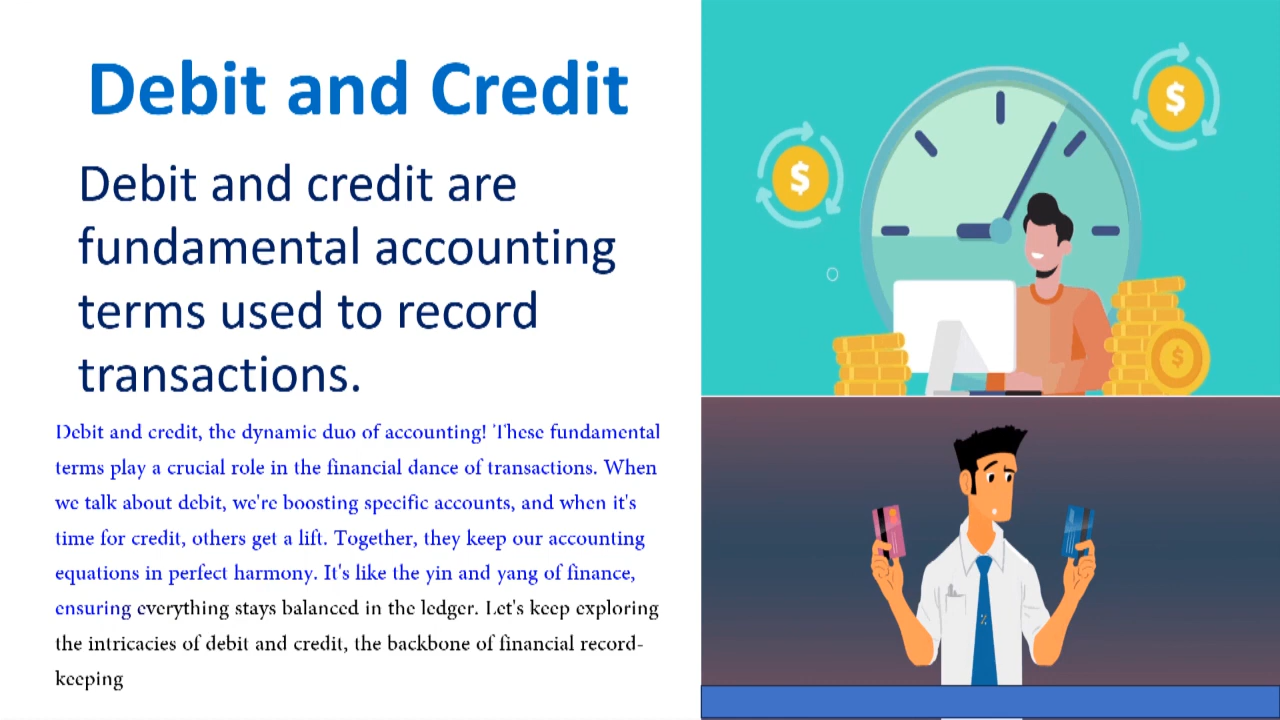 Debit and Credit
Debit and credit are
fundamental accounting
terms used to record
transactions.
Debit and credit, the dynamic duo of accounting! These fundamental
terms play a crucial role in the financial dance of transactions. When
we talk about debit, we're boosting specific accounts, and when it's
time for credit, others get a lift. Together, they keep our accounting
equations in perfect harmony. It's like the yin and yang of finance,
ensuring everything stays balanced in the ledger. Let's keep exploring
the intricacies of debit and credit, the backbone of financial record-
keeping
$
$
$